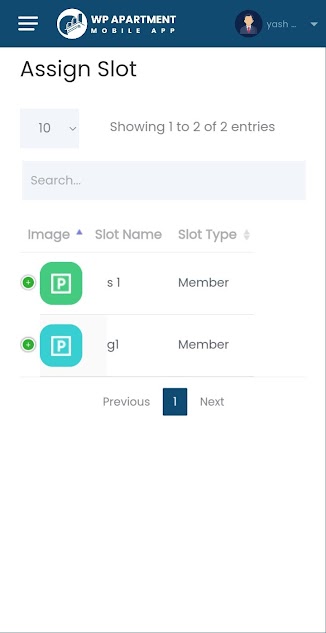 WP APARTMENT
MOBILE APP
yash ...
Assign Slot
10
Showing 1 to 2 of 2 entries
Search...
Image Slot Name Slot Type
P s 1 Member
P g1 Member
Previous 1 Next